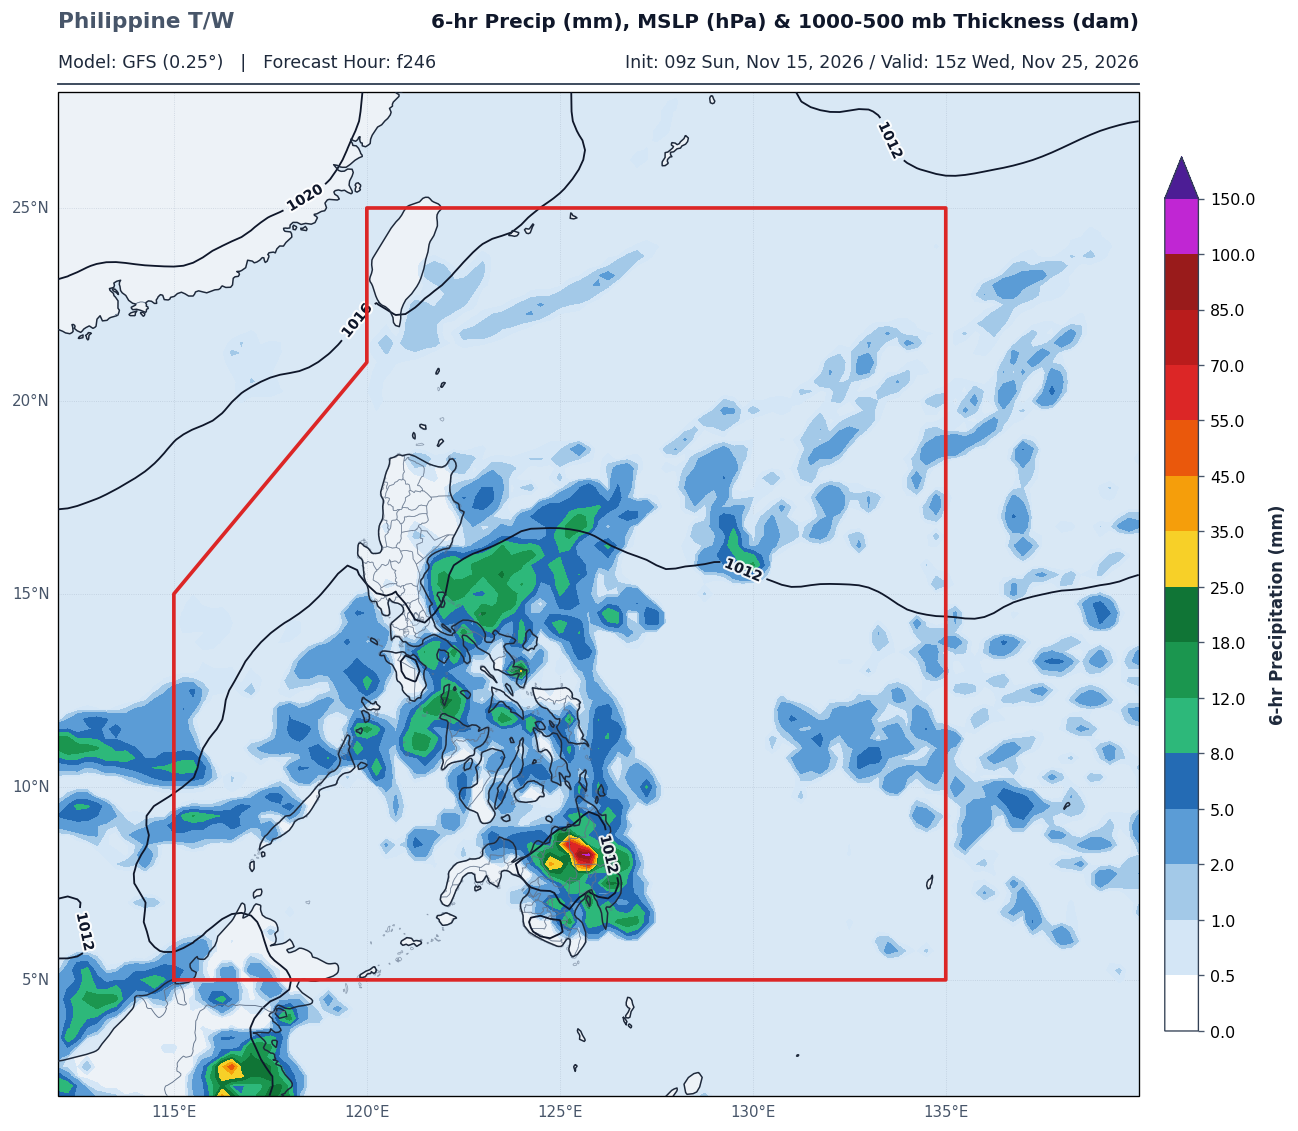 Philippine T/W
6-hr Precip (mm), MSLP (hPa) & 1000-500 mb Thickness (dam)
Model: GFS (0.25°) | Forecast Hour: f246
Init: 09z Sun, Nov 15, 2026 / Valid: 15z Wed, Nov 25, 2026
1012
1020
1016
1012
1012
1012
25°N
20°N
15°N
10°N
5°N
115°E
120°E
125°E
130°E
135°E
150.0
100.0
85.0
70.0
55.0
45.0
35.0
25.0
18.0
12.0
8.0
5.0
2.0
1.0
0.5
0.0
6-hr Precipitation (mm)